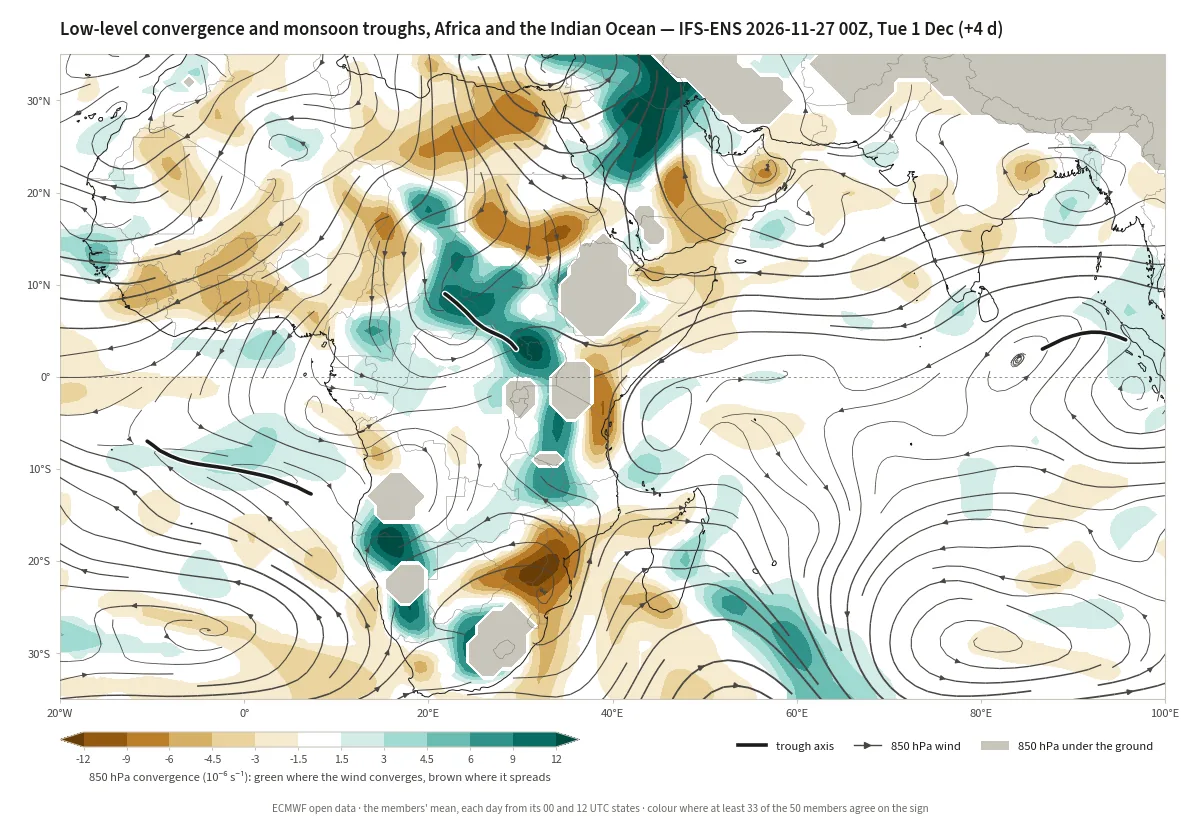 Low-level convergence and monsoon troughs, Africa and the Indian Ocean — IFS-ENS 2026-11-27 00Z, Tue 1 Dec (+4 d)
30°N
20°N
10°N
0°
10°S
20°S
30°S
20°W 0° 20°E 40°E 60°E 80°E 100°E
-12 -9 -6 -4.5 -3 -1.5 1.5 3 4.5 6 9 12
850 hPa convergence (10⁻⁶ s⁻¹): green where the wind converges, brown where it spreads
trough axis 850 hPa wind 850 hPa under the ground
ECMWF open data · the members' mean, each day from its 00 and 12 UTC states · colour where at least 33 of the 50 members agree on the sign